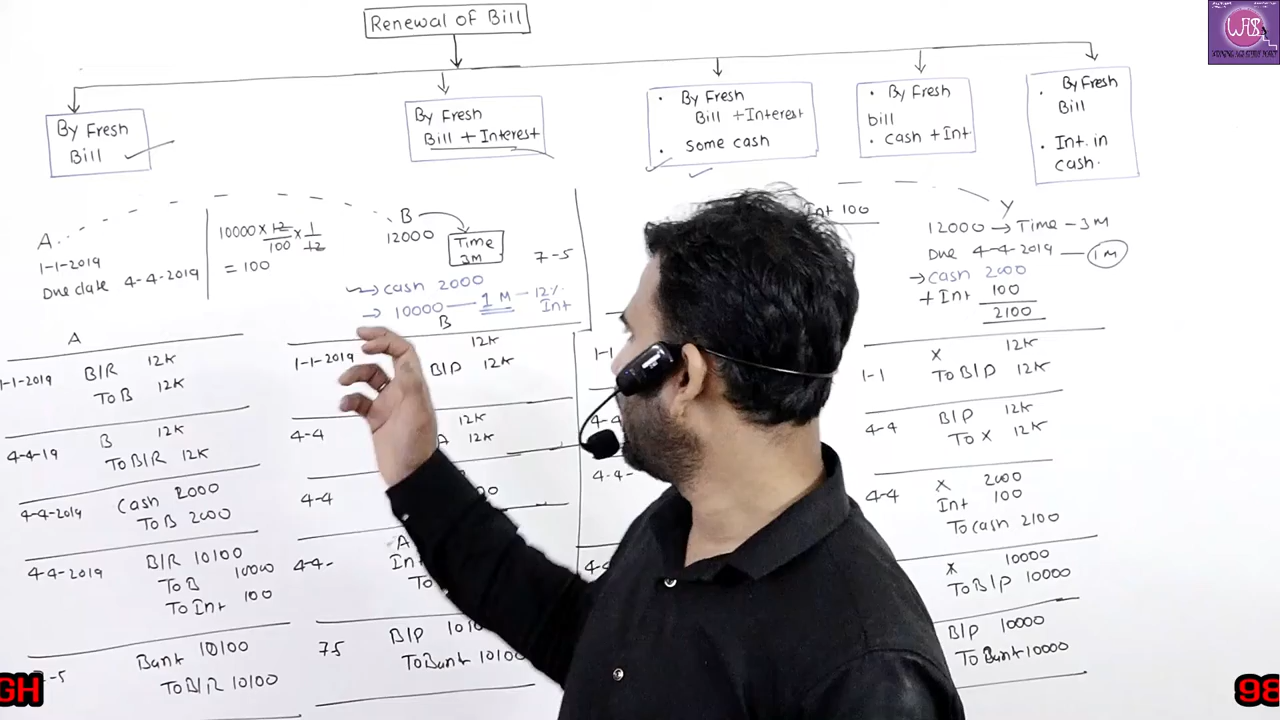 Renewal of Bill
By Fresh
Bill
By Fresh
Bill + Interest
• By Fresh
Bill + Interest
• some cash
• By Fresh
bill
• cash + Int
• By Fresh
Bill
• Int. in
cash.
A
1-1-2019
Due date 4-4-2019
10000 x 12/100 x 1/12
= 100
B
12000
Time
3M
7-5
→ cash 2000
→ 10000 — 1 M — 12%
Int
Int 100
Y
12000 → Time - 3M
Due 4-4-2019 — 1M
→ cash 2000
+ Int 100
2100
A
1-1-2019 B/R 12K
To B 12K
4-4-19 B 12K
To B/R 12K
4-4-2019 Cash 2000
To B 2000
4-4-2019 B/R 10100
To B 10000
To Int 100
-5 Bank 10100
To B/R 10100
B
1-1-2019 12K
B/P 12K
4-4 12K
A 12K
4-4
4-4- A
Int
To
75 B/P
To Bank 10100
1-1
4-4-
4-4-
X 12K
1-1 To B/P 12K
4-4 B/P 12K
To X 12K
4-4 X 2000
Int 100
To cash 2100
X 10000
To B/P 10000
B/P 10000
To Bank 10000
WAS
GH
98